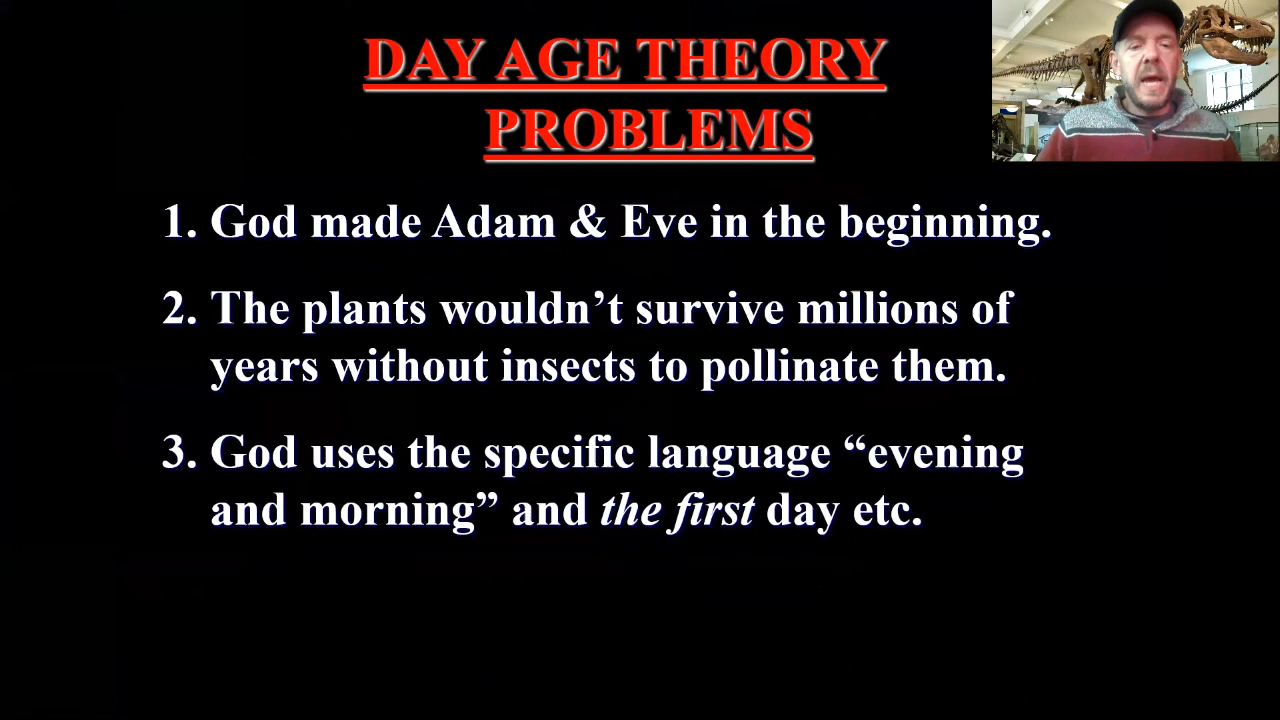 DAY AGE THEORY
PROBLEMS
1. God made Adam & Eve in the beginning.
2. The plants wouldn’t survive millions of
years without insects to pollinate them.
3. God uses the specific language “evening
and morning” and the first day etc.